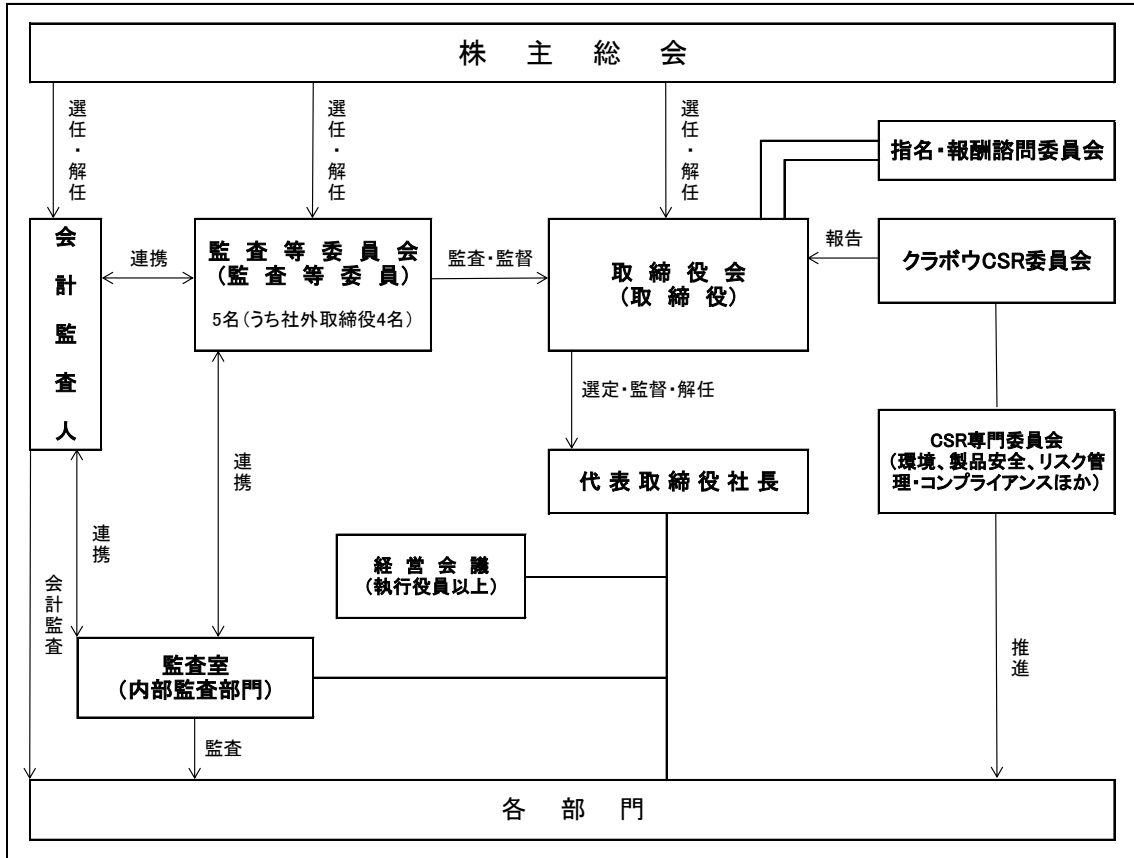 株主総会
選任・解任
選任・解任
選任・解任
指名・報酬諮問委員会
会計監査人
連携
監査等委員会
(監査等委員)
5名(うち社外取締役4名)
監査・監督
取締役会
(取締役)
報告
クラボウCSR委員会
選定・監督・解任
代表取締役社長
CSR専門委員会
(環境、製品安全、リスク管
理・コンプライアンスほか)
連携
連携
経営会議
(執行役員以上)
会計監査
監査室
(内部監査部門)
推進
監査
各部門